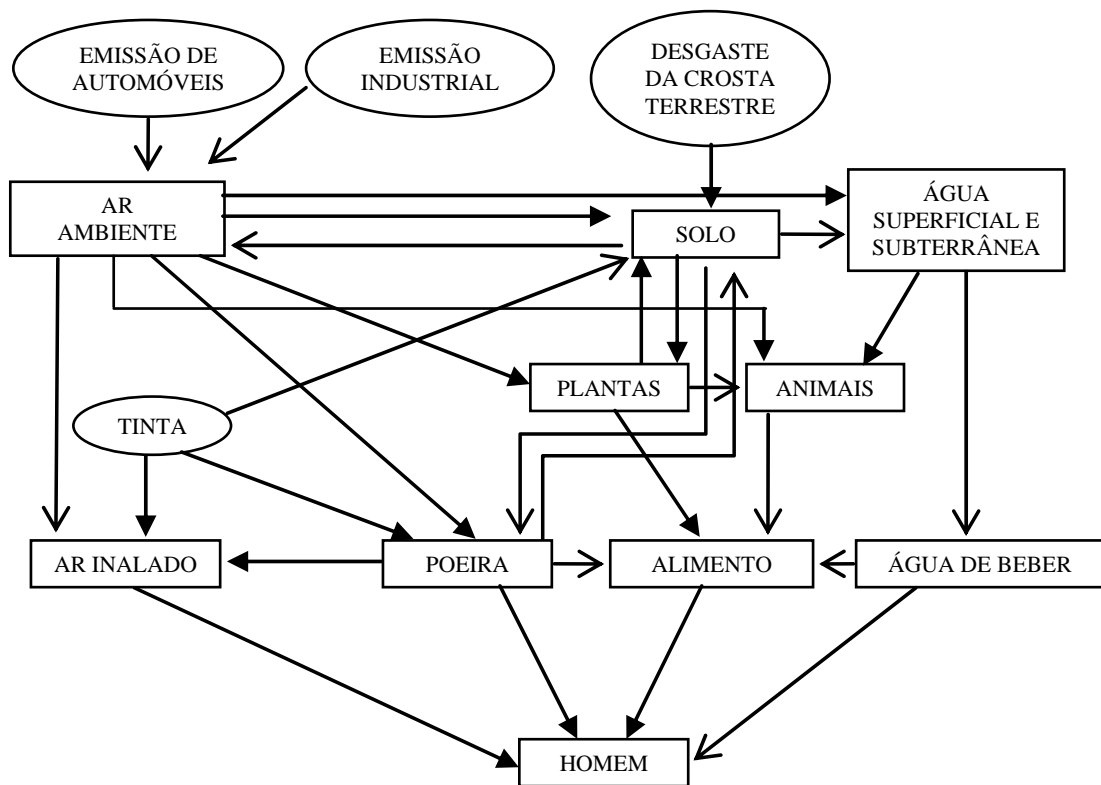 EMISSÃO DE
AUTOMÓVEIS
EMISSÃO
INDUSTRIAL
DESGASTE
DA CROSTA
TERRESTRE
AR
AMBIENTE
SOLO
ÁGUA
SUPERFICIAL E
SUBTERRÂNEA
PLANTAS
ANIMAIS
TINTA
AR INALADO
POEIRA
ALIMENTO
ÁGUA DE BEBER
HOMEM